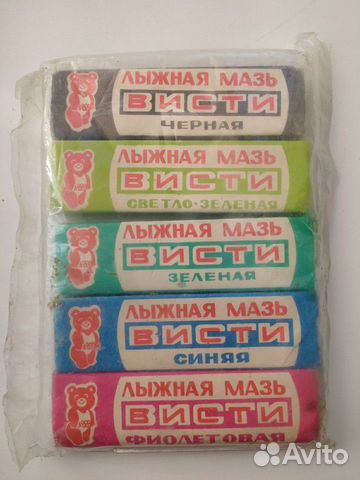 ЛЫЖНАЯ МАЗЬ
ВИСТИ
ЧЕРНАЯ
ЛЫЖНАЯ МАЗЬ
ВИСТИ
СВЕТЛО-ЗЕЛЕНАЯ
ЛЫЖНАЯ МАЗЬ
ВИСТИ
ЗЕЛЕНАЯ
ЛЫЖНАЯ МАЗЬ
ВИСТИ
СИНЯЯ
ЛЫЖНАЯ МАЗЬ
ВИСТИ
ФИОЛЕТОВАЯ
Avito